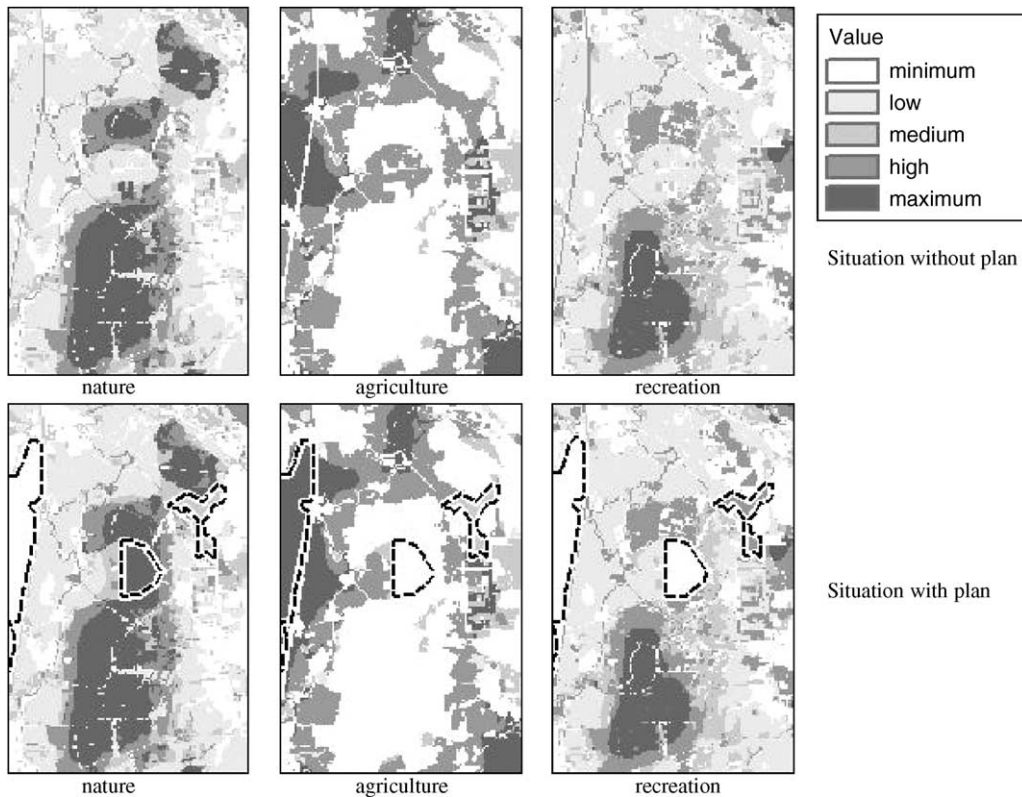 Value
minimum
low
medium
high
maximum
Situation without plan
nature
agriculture
recreation
Situation with plan
nature
agriculture
recreation